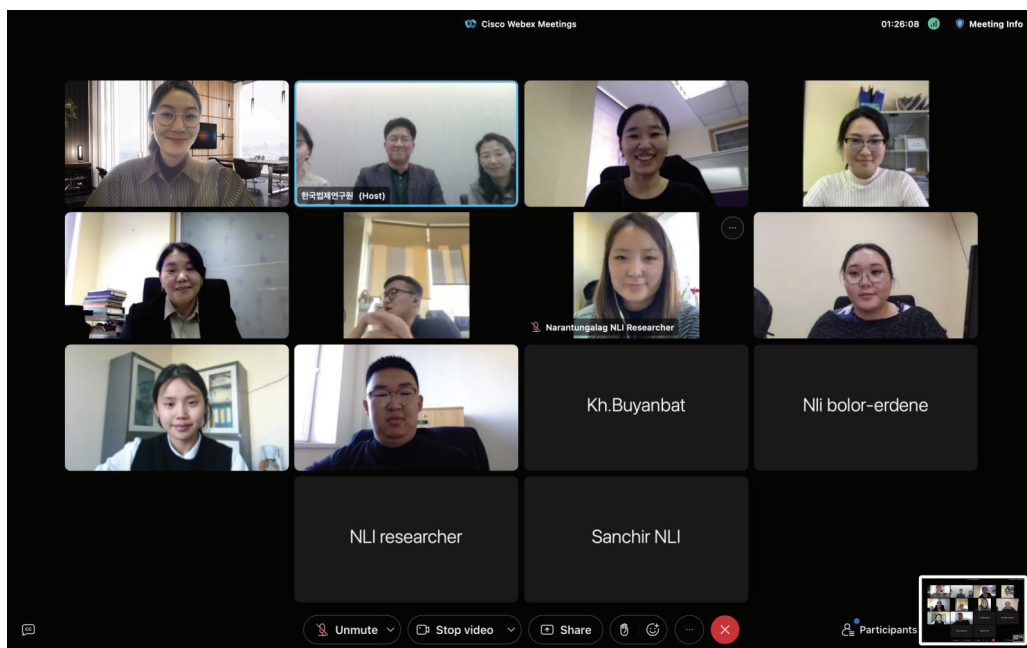 Cisco Webex Meetings
01:26:08
Meeting Info
한국법제연구원 (Host)
Narantungalag NLI Researcher
Kh.Buyanbat
Nli bolor-erdene
NLI researcher
Sanchir NLI
CC
Unmute
Stop video
Share
Participants